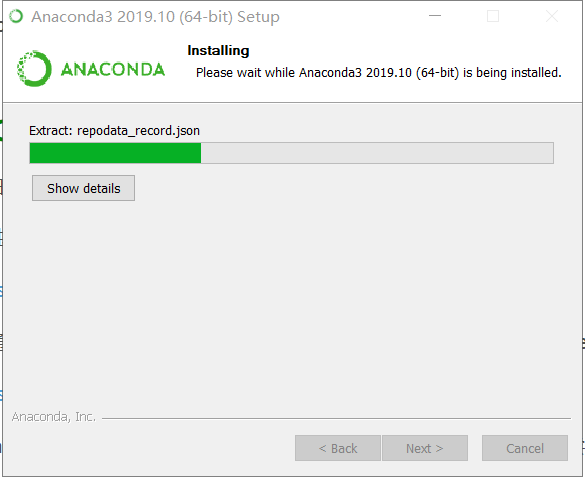 Anaconda3 2019.10 (64-bit) Setup
ANACONDA
Installing
Please wait while Anaconda3 2019.10 (64-bit) is being installed.
Extract: repodata_record.json
Show details
Anaconda, Inc.
< Back
Next >
Cancel